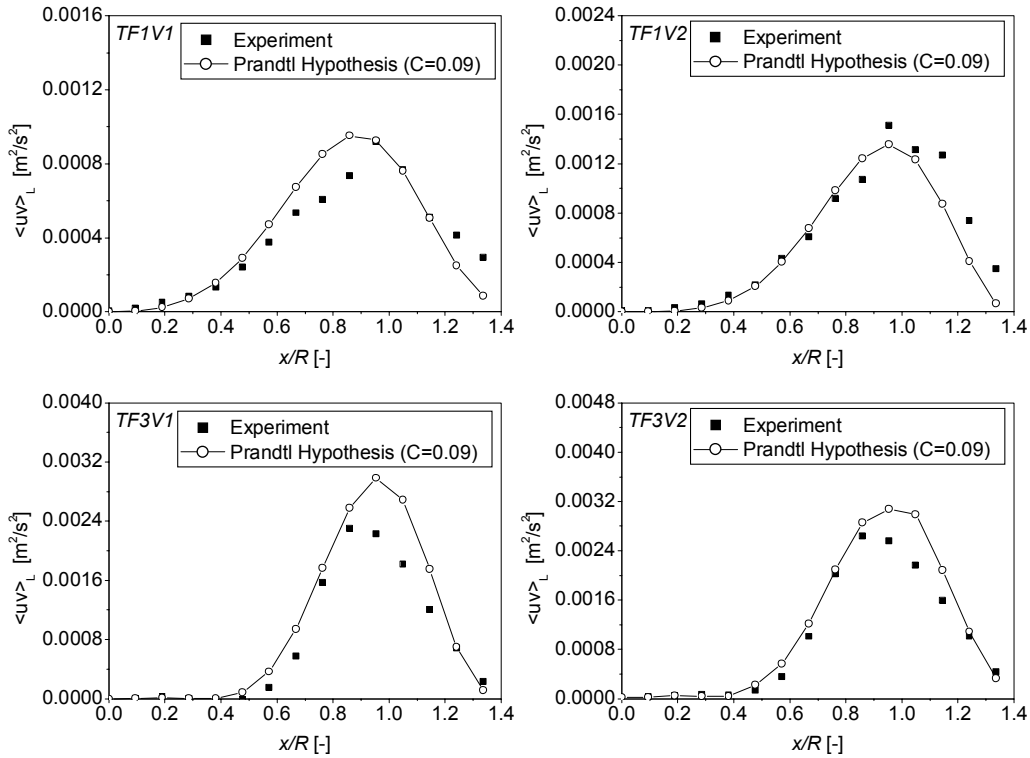 TF1V1
Experiment
Prandtl Hypothesis (C=0.09)
0.0016
0.0012
0.0008
0.0004
0.0000
<uv>L [m²/s²]
0.0 0.2 0.4 0.6 0.8 1.0 1.2 1.4
x/R [-]
TF1V2
Experiment
Prandtl Hypothesis (C=0.09)
0.0024
0.0020
0.0016
0.0012
0.0008
0.0004
0.0000
<uv>L [m²/s²]
0.0 0.2 0.4 0.6 0.8 1.0 1.2 1.4
x/R [-]
TF3V1
Experiment
Prandtl Hypothesis (C=0.09)
0.0040
0.0032
0.0024
0.0016
0.0008
0.0000
<uv>L [m²/s²]
0.0 0.2 0.4 0.6 0.8 1.0 1.2 1.4
x/R [-]
TF3V2
Experiment
Prandtl Hypothesis (C=0.09)
0.0048
0.0040
0.0032
0.0024
0.0016
0.0008
0.0000
<uv>L [m²/s²]
0.0 0.2 0.4 0.6 0.8 1.0 1.2 1.4
x/R [-]